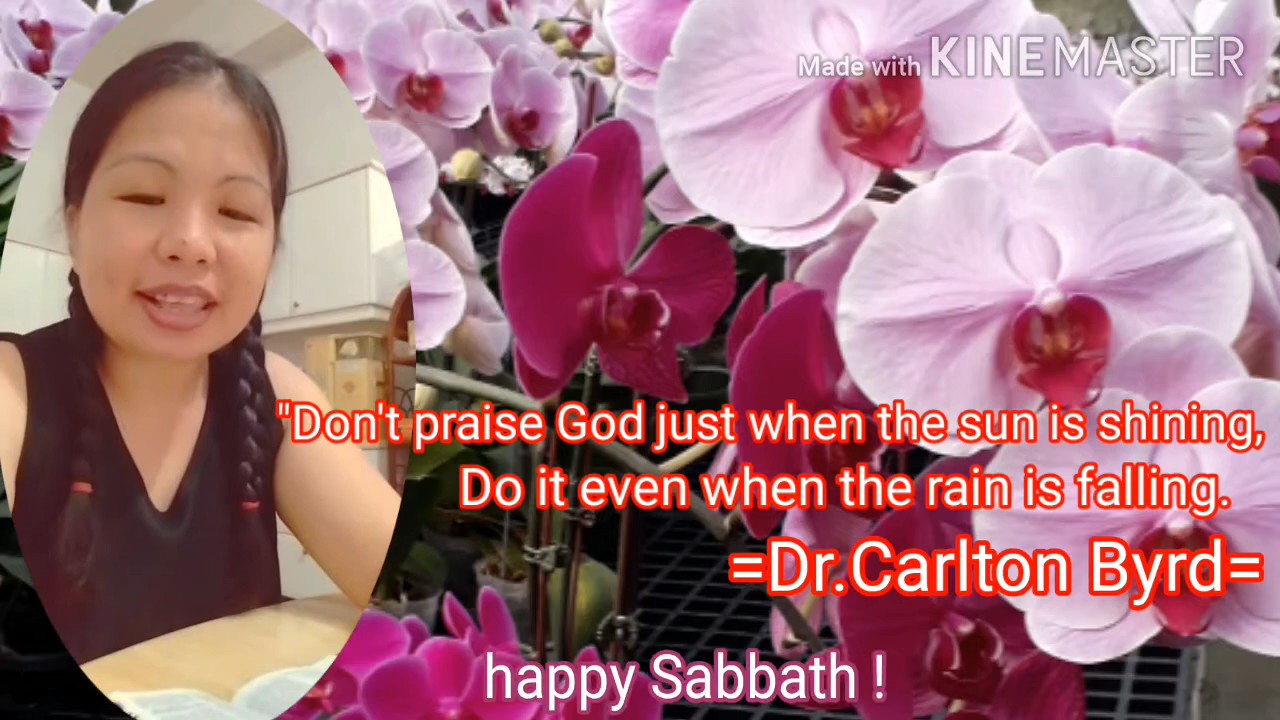 Made with KINEMASTER
"Don't praise God just when the sun is shining,
Do it even when the rain is falling.
=Dr.Carlton Byrd=
happy Sabbath !